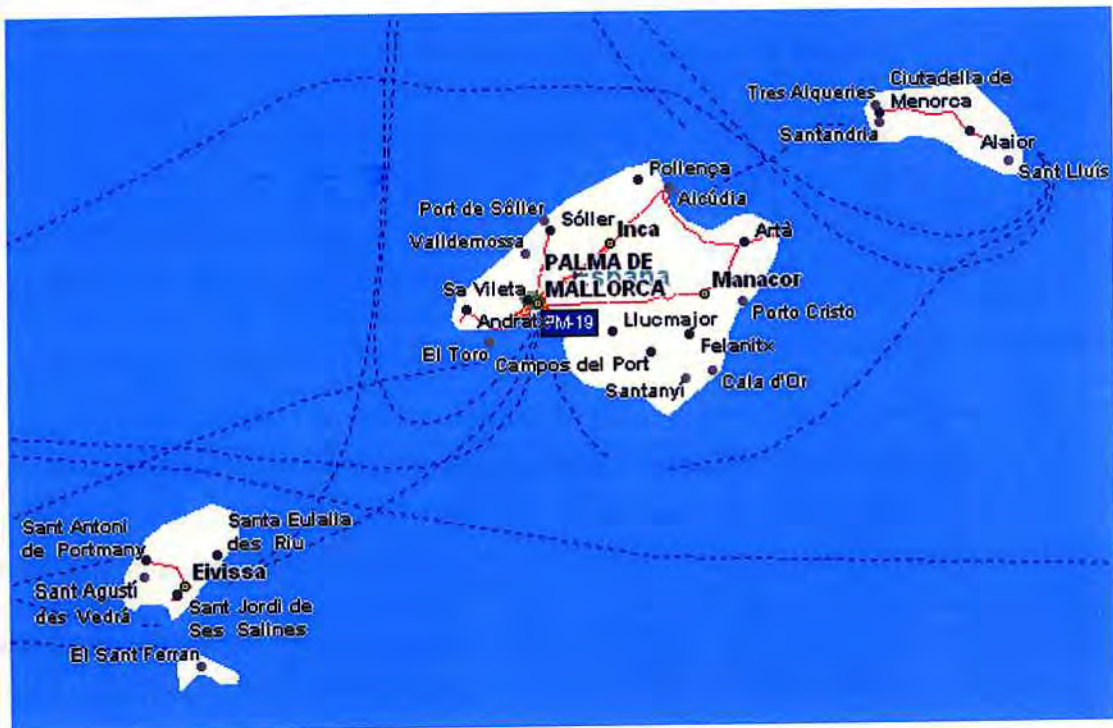 Ciutadella de
Tres Alqueries
Menorca
Santandria
Alaior
Sant Lluís
Pollença
Alcúdia
Port de Sóller
Sóller
Inca
Artà
Valldemossa
PALMA DE
España
MALLORCA
Manacor
Sa Vileta
Porto Cristo
Andratx
PM-19
Llucmajor
El Toro
Campos del Port
Felanitx
Santanyí
Cala d'Or
Sant Antoni
de Portmany
Santa Eulalia
des Riu
Eivissa
Sant Agustí
des Vedrà
Sant Jordi de
Ses Salines
El Sant Ferran